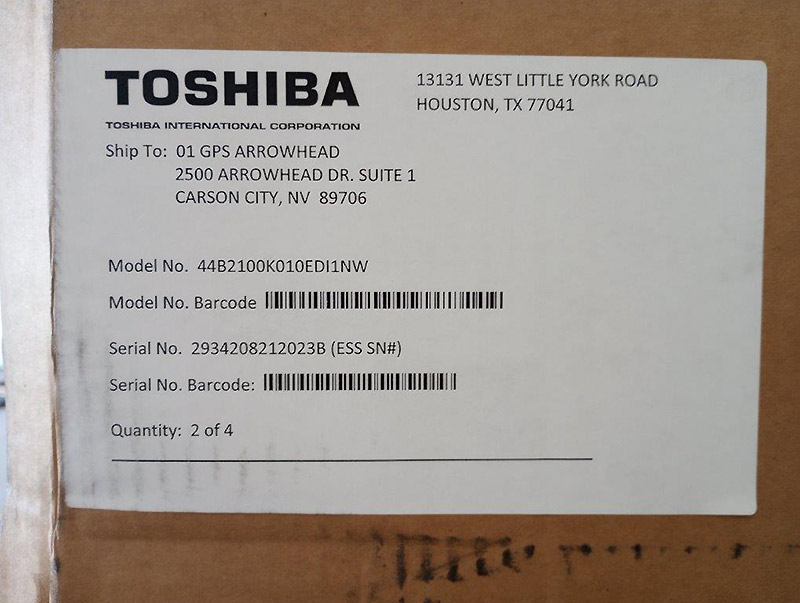 TOSHIBA
TOSHIBA INTERNATIONAL CORPORATION
13131 WEST LITTLE YORK ROAD
HOUSTON, TX 77041
Ship To: 01 GPS ARROWHEAD
2500 ARROWHEAD DR. SUITE 1
CARSON CITY, NV 89706
Model No. 44B2100K010EDI1NW
Model No. Barcode
Serial No. 2934208212023B (ESS SN#)
Serial No. Barcode:
Quantity: 2 of 4